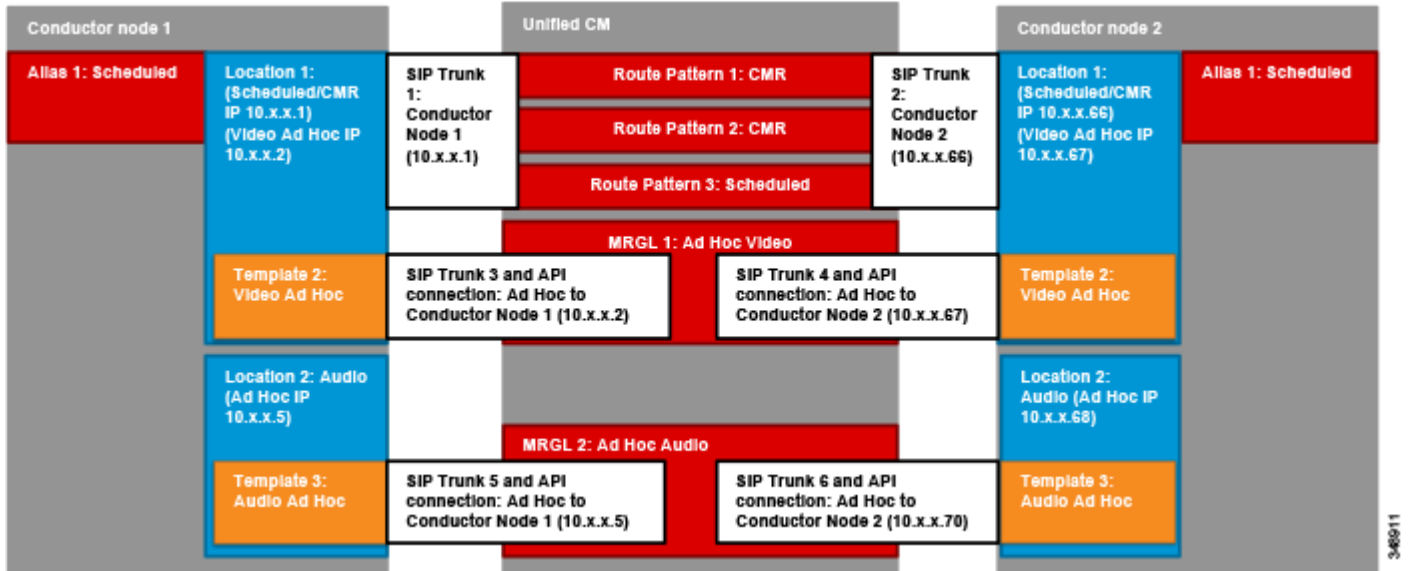 Conductor node 1
Alias 1: Scheduled
Location 1:
(Scheduled/CMR
IP 10.x.x.1)
(Video Ad Hoc IP
10.x.x.2)
Template 2:
Video Ad Hoc
Location 2: Audio
(Ad Hoc IP
10.x.x.5)
Template 3:
Audio Ad Hoc
SIP Trunk
1:
Conductor
Node 1
(10.x.x.1)
Unified CM
Route Pattern 1: CMR
Route Pattern 2: CMR
Route Pattern 3: Scheduled
MRGL 1: Ad Hoc Video
SIP Trunk 3 and API
connection: Ad Hoc to
Conductor Node 1 (10.x.x.2)
SIP Trunk 4 and API
connection: Ad Hoc to
Conductor Node 2 (10.x.x.67)
MRGL 2: Ad Hoc Audio
SIP Trunk 5 and API
connection: Ad Hoc to
Conductor Node 1 (10.x.x.5)
SIP Trunk 6 and API
connection: Ad Hoc to
Conductor Node 2 (10.x.x.70)
SIP Trunk
2:
Conductor
Node 2
(10.x.x.66)
Conductor node 2
Location 1:
(Scheduled/CMR
IP 10.x.x.66)
(Video Ad Hoc IP
10.x.x.67)
Alias 1: Scheduled
Template 2:
Video Ad Hoc
Location 2:
Audio (Ad Hoc IP
10.x.x.68)
Template 3:
Audio Ad Hoc
348911